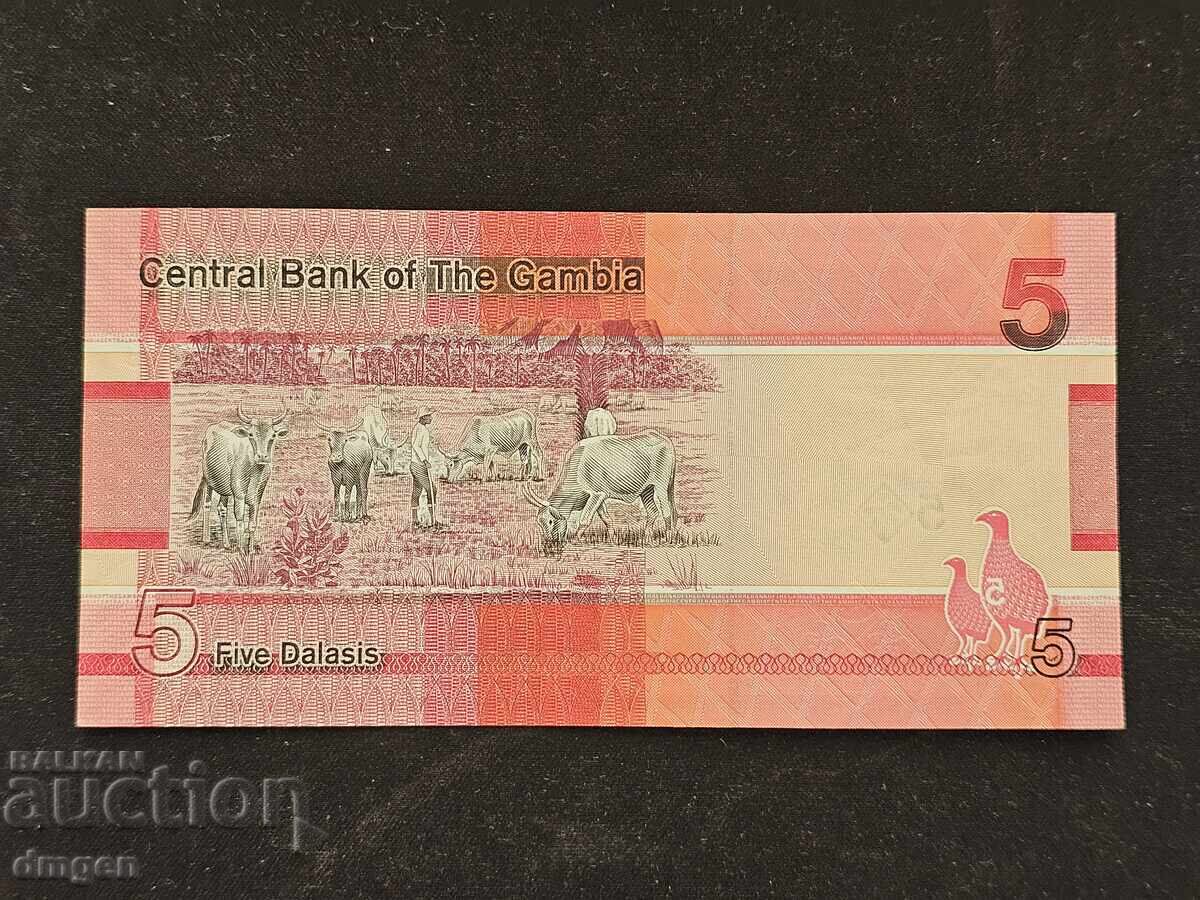 Central Bank of The Gambia
5
5
Five Dalasis
5
BALKAN
auction
dmgen